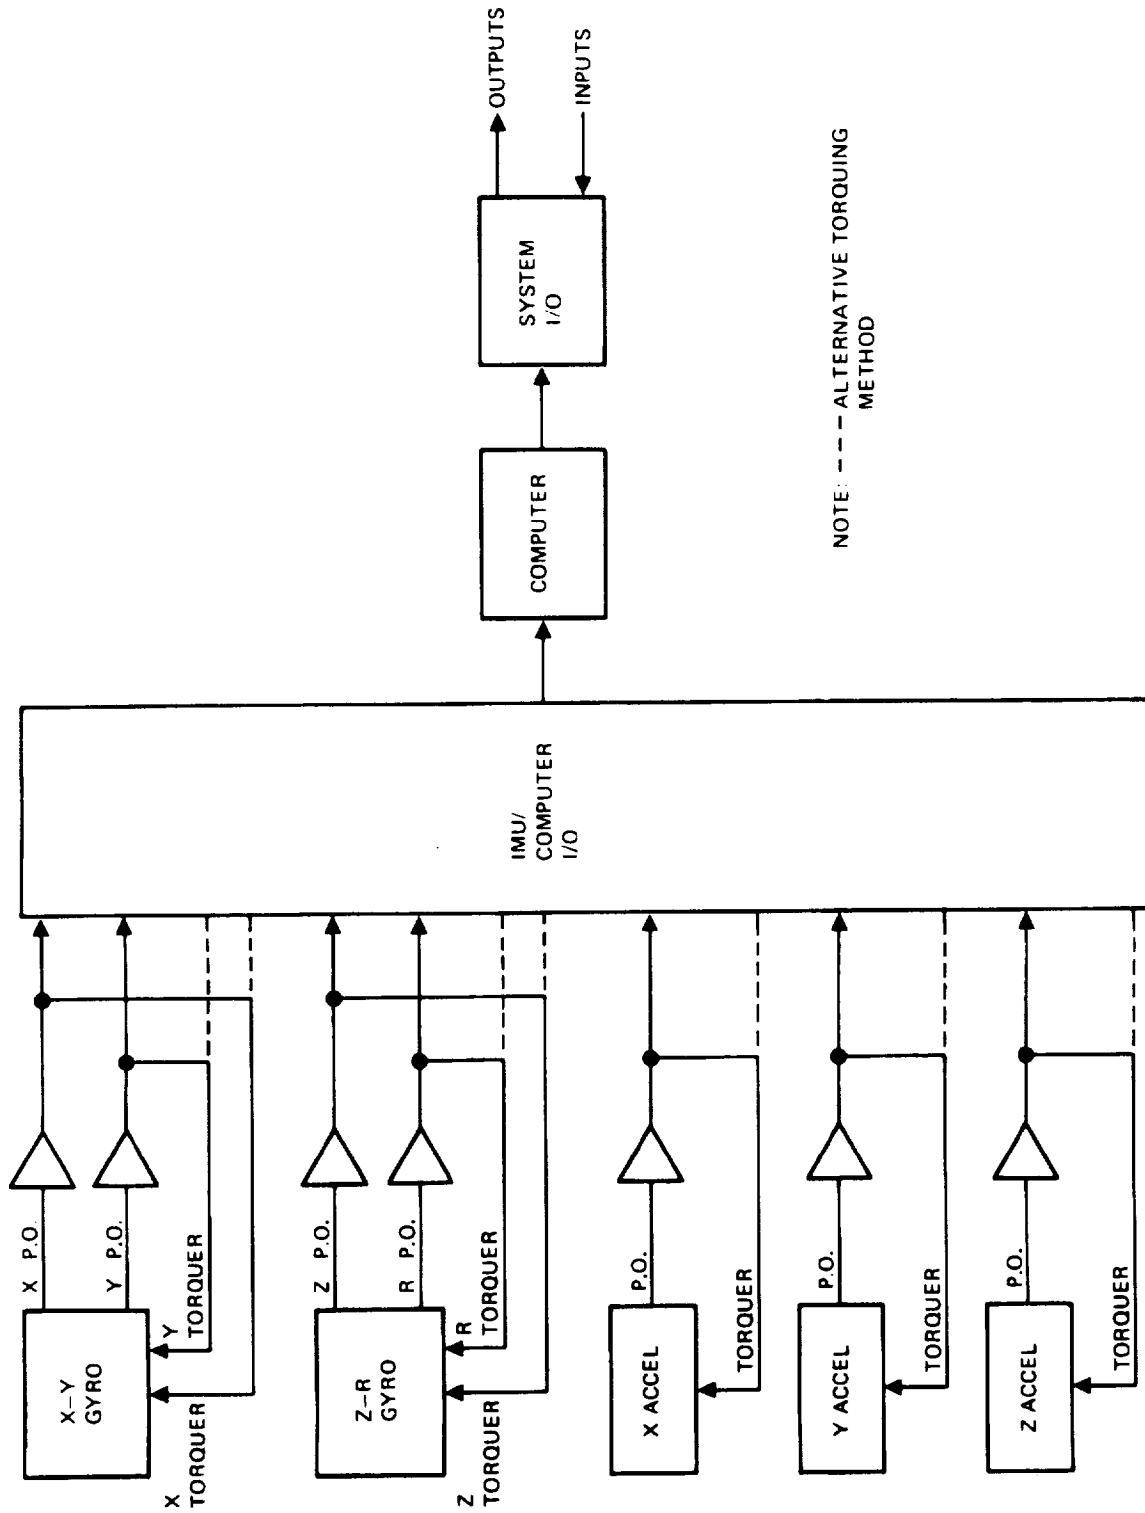 X–Y
GYRO
X P.O.
Y P.O.
Y
TORQUER
X
TORQUER
Z–R
GYRO
Z P.O.
R P.O.
R
TORQUER
Z
TORQUER
X ACCEL
P.O.
TORQUER
Y ACCEL
P.O.
TORQUER
Z ACCEL
P.O.
TORQUER
IMU/
COMPUTER
I/O
COMPUTER
SYSTEM
I/O
OUTPUTS
INPUTS
NOTE: – – – ALTERNATIVE TORQUING
METHOD